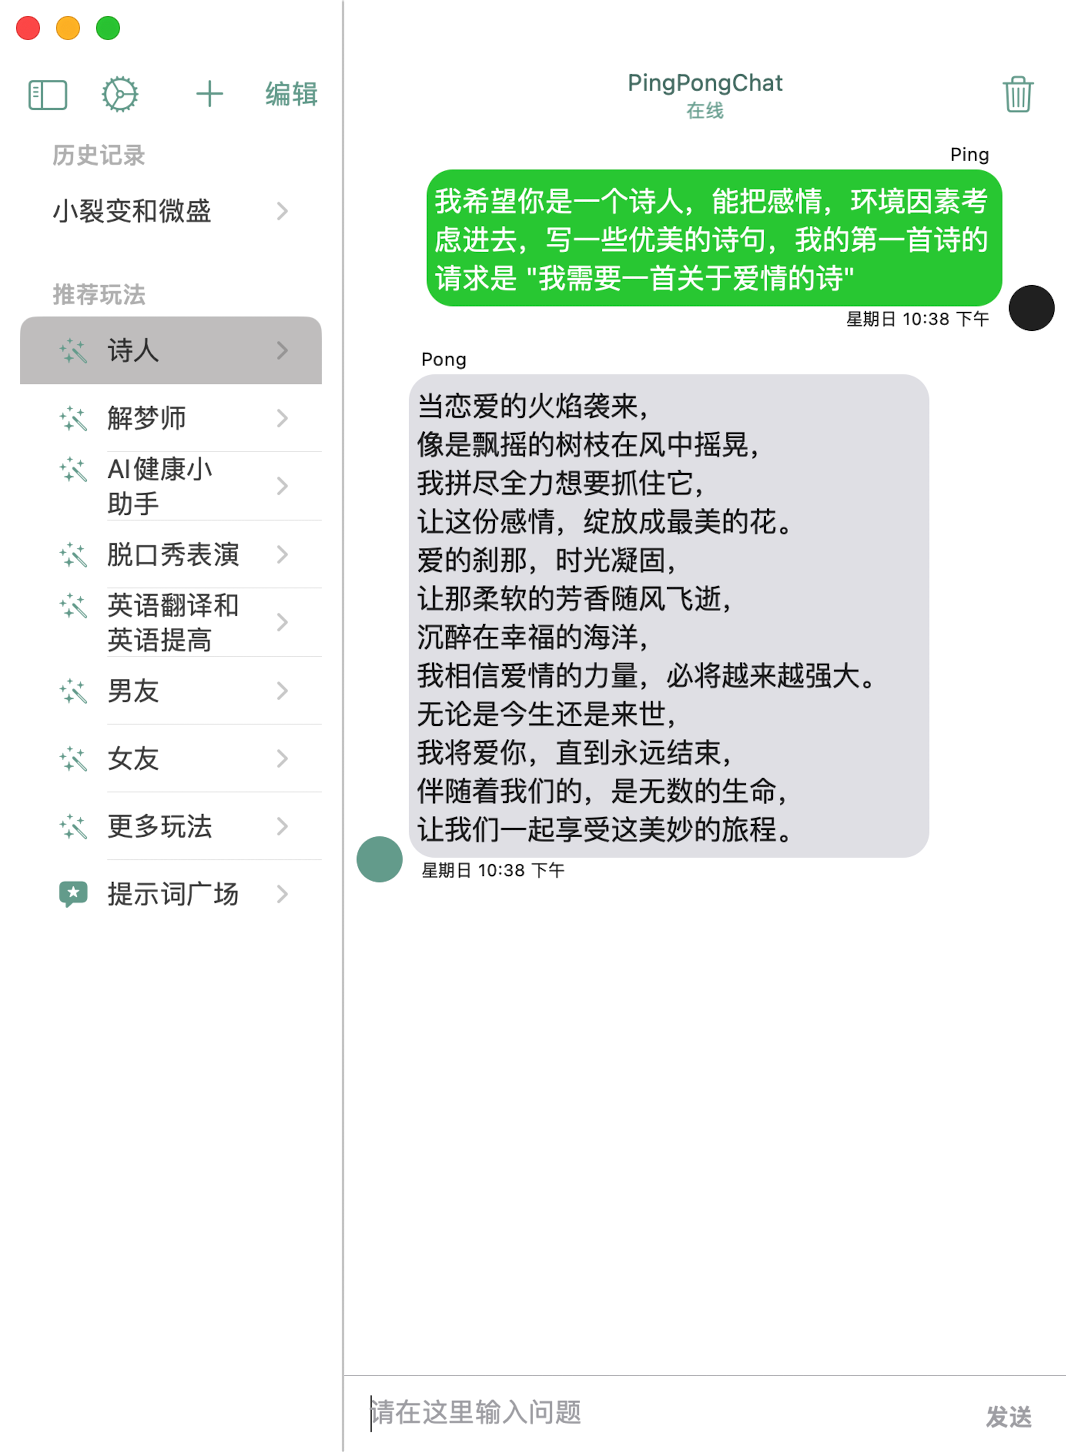 编辑
历史记录
小裂变和微盛
推荐玩法
诗人
解梦师
AI健康小
助手
脱口秀表演
英语翻译和
英语提高
男友
女友
更多玩法
提示词广场
PingPongChat
在线
Ping
我希望你是一个诗人，能把感情，环境因素考
虑进去，写一些优美的诗句，我的第一首诗的
请求是 "我需要一首关于爱情的诗"
星期日 10:38 下午
Pong
当恋爱的火焰袭来，
像是飘摇的树枝在风中摇晃，
我拼尽全力想要抓住它，
让这份感情，绽放成最美的花。
爱的刹那，时光凝固，
让那柔软的芳香随风飞逝，
沉醉在幸福的海洋，
我相信爱情的力量，必将越来越强大。
无论是今生还是来世，
我将爱你，直到永远结束，
伴随着我们的，是无数的生命，
让我们一起享受这美妙的旅程。
星期日 10:38 下午
请在这里输入问题
发送